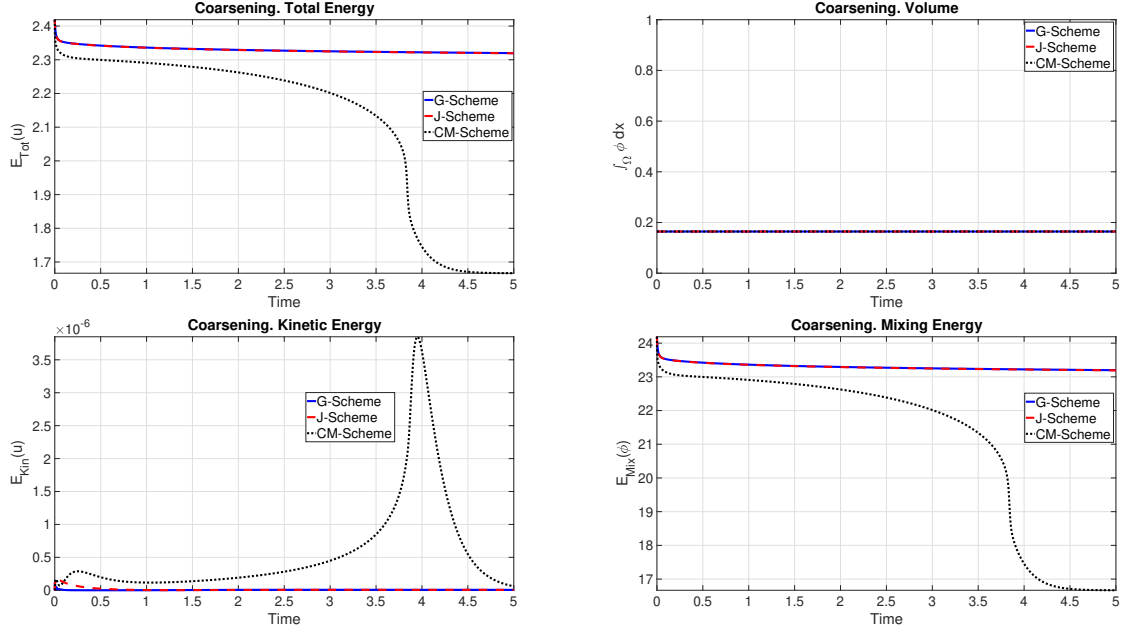 Coarsening. Total Energy
2.4
2.3
2.2
2.1
2
1.9
1.8
1.7
E_Tot(u)
G-Scheme
J-Scheme
CM-Scheme
0 0.5 1 1.5 2 2.5 3 3.5 4 4.5 5
Time
Coarsening. Volume
1
0.8
0.6
0.4
0.2
0
∫_Ω ϕ dx
G-Scheme
J-Scheme
CM-Scheme
0 0.5 1 1.5 2 2.5 3 3.5 4 4.5 5
Time
Coarsening. Kinetic Energy
×10⁻⁶
3.5
3
2.5
2
1.5
1
0.5
0
E_Kin(u)
G-Scheme
J-Scheme
CM-Scheme
0 0.5 1 1.5 2 2.5 3 3.5 4 4.5 5
Time
Coarsening. Mixing Energy
24
23
22
21
20
19
18
17
E_Mix(ϕ)
G-Scheme
J-Scheme
CM-Scheme
0 0.5 1 1.5 2 2.5 3 3.5 4 4.5 5
Time